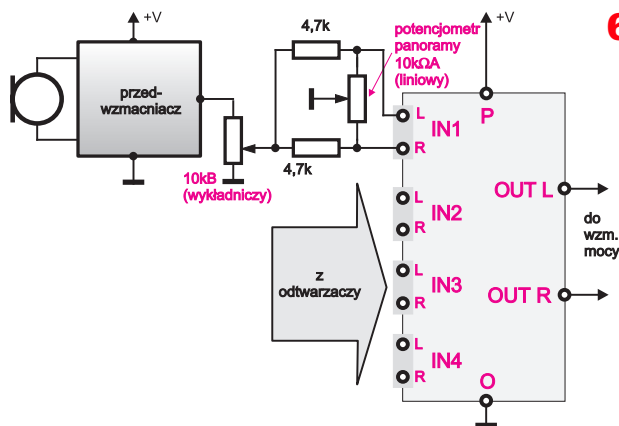 +V
4,7k
potencjometr
panoramy
10kΩA
(liniowy)
+V
6
przed-
wzmacniacz
L
IN1
R
P
4,7k
10kB
(wykładniczy)
L
IN2
R
OUT L
do
wzm.
mocy
z
odtwarzaczy
L
IN3
R
OUT R
L
IN4
R
O